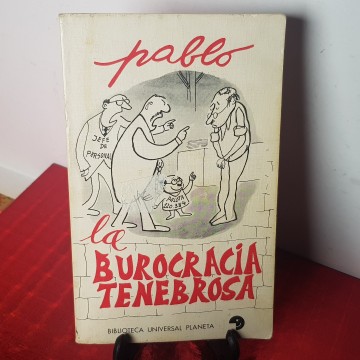 pablo
JEFE
DE
PERSONAL
la
BUROCRACIA
TENEBROSA
BIBLIOTECA UNIVERSAL PLANETA